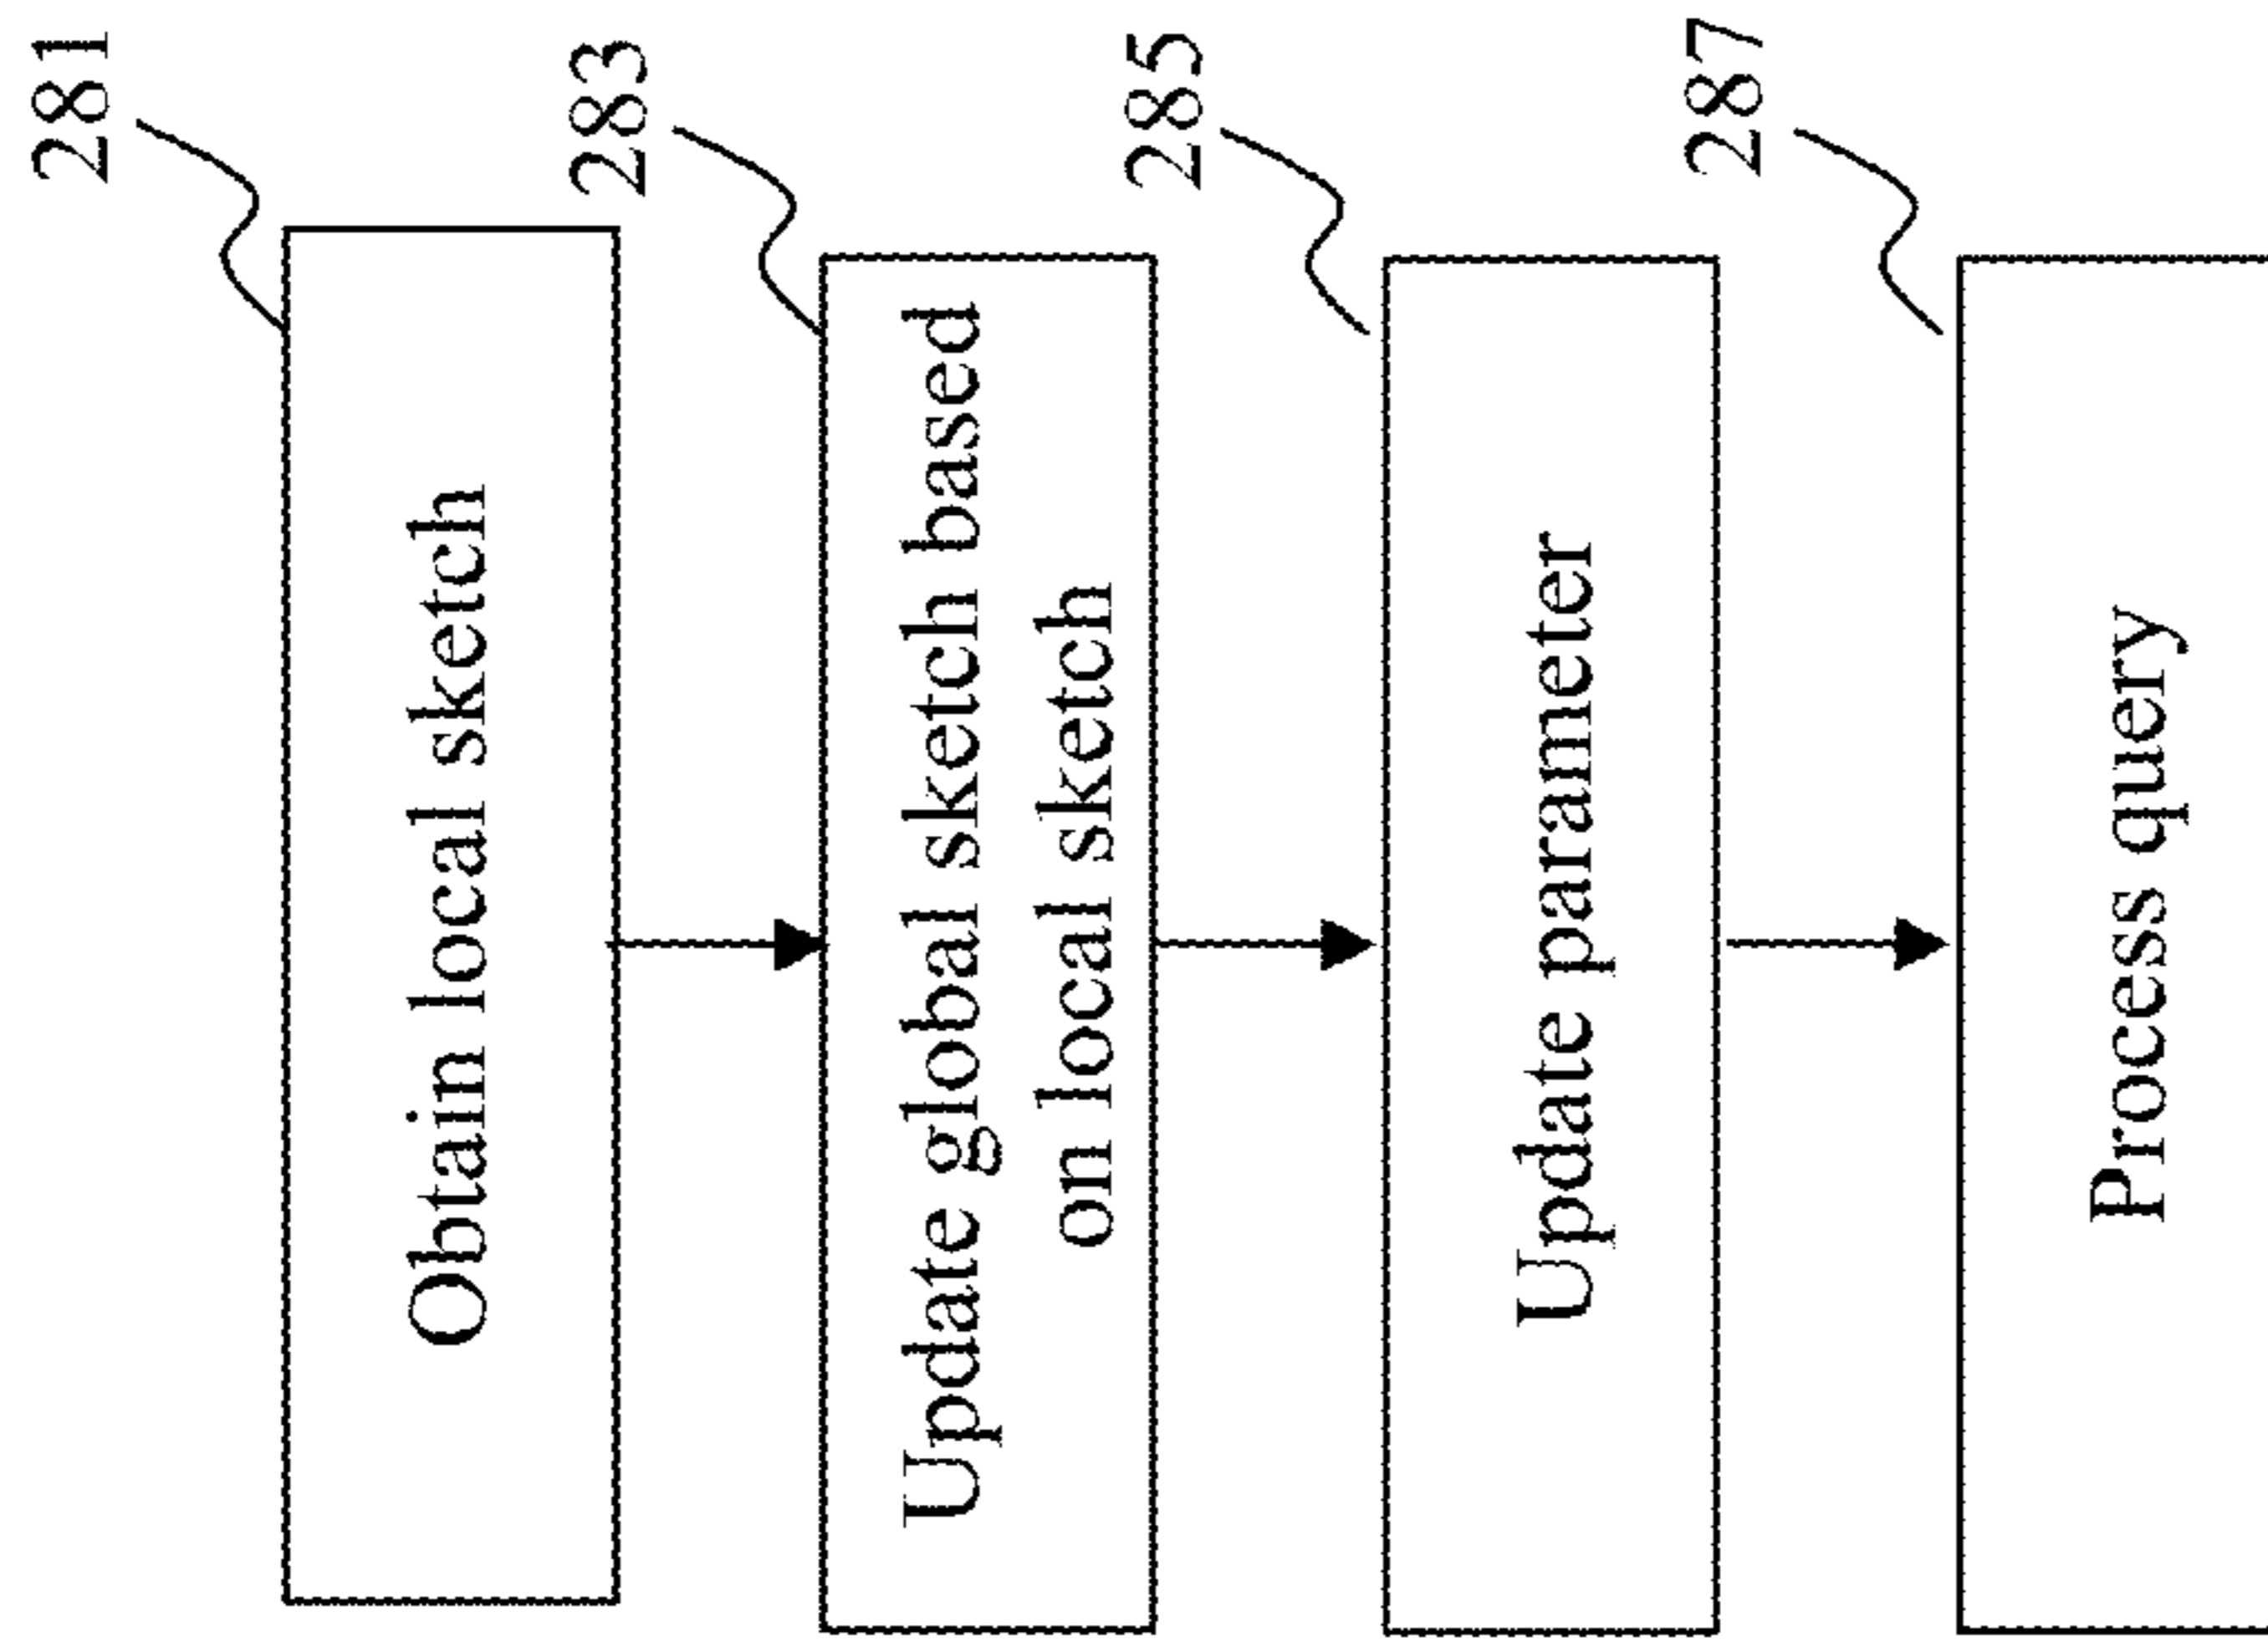 281
Obtain local sketch
283
Update global sketch based
on local sketch
285
Update parameter
287
Process query